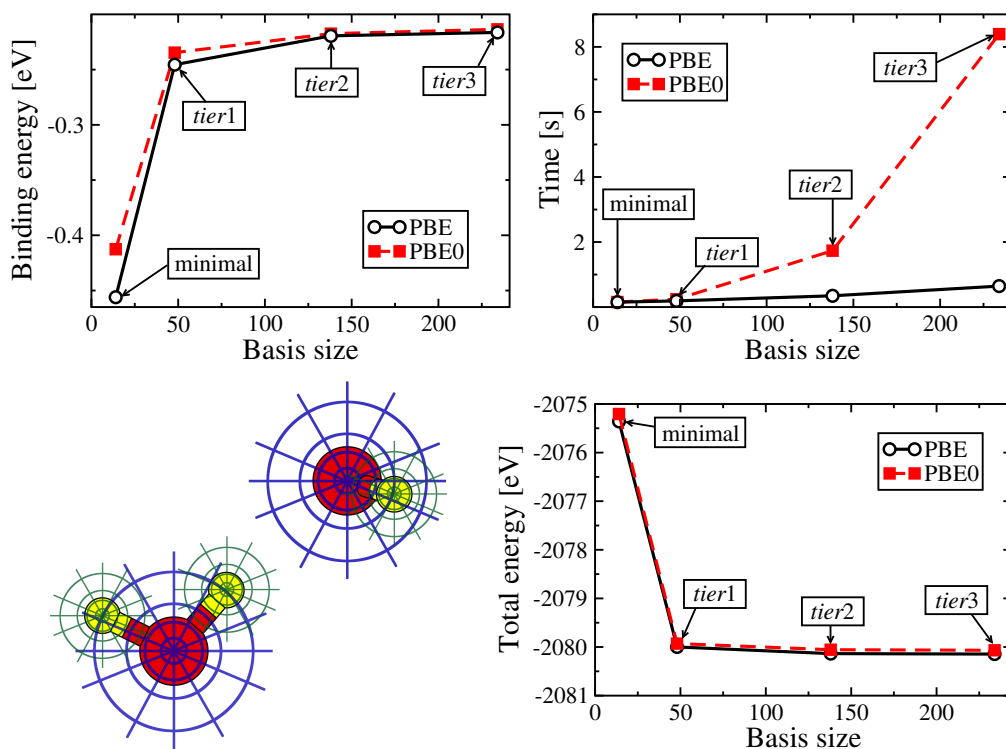 Binding energy [eV]
-0.3
-0.4
tier1
tier2
tier3
minimal
PBE
PBE0
0 50 100 150 200
Basis size
Time [s]
8
6
4
2
PBE
PBE0
tier3
tier2
minimal
tier1
0 50 100 150 200
Basis size
Total energy [eV]
-2075
-2076
-2077
-2078
-2079
-2080
-2081
minimal
PBE
PBE0
tier1
tier2
tier3
0 50 100 150 200
Basis size